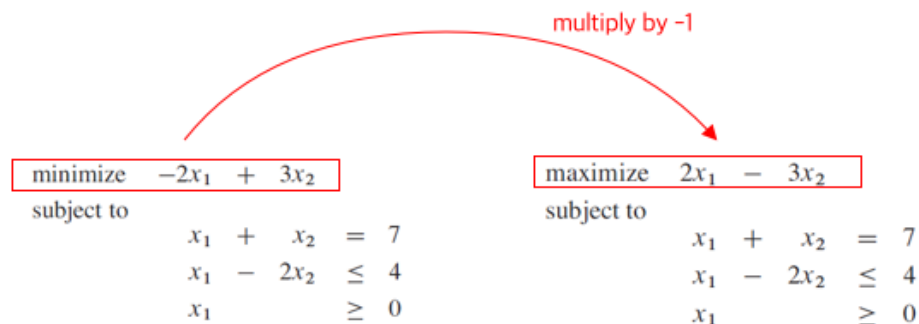 multiply by -1
minimize −2x₁ + 3x₂
subject to
x₁ + x₂ = 7
x₁ − 2x₂ ≤ 4
x₁ ≥ 0
maximize 2x₁ − 3x₂
subject to
x₁ + x₂ = 7
x₁ − 2x₂ ≤ 4
x₁ ≥ 0